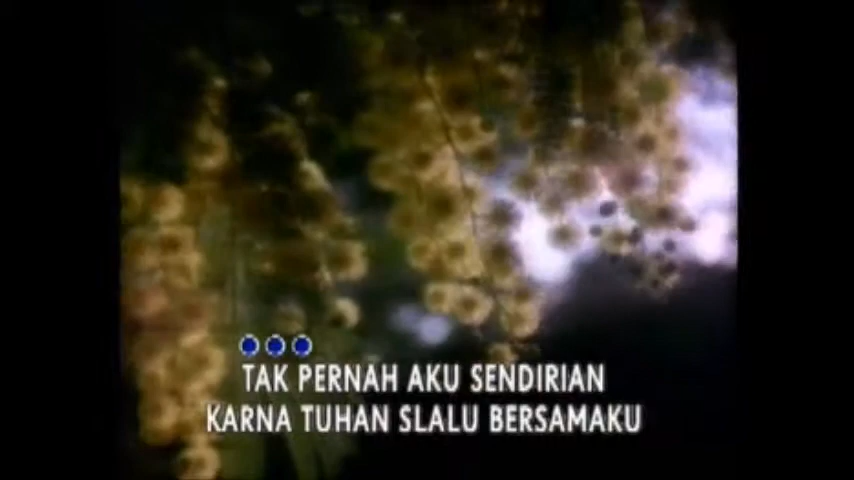 TAK PERNAH AKU SENDIRIAN
KARNA TUHAN SLALU BERSAMAKU